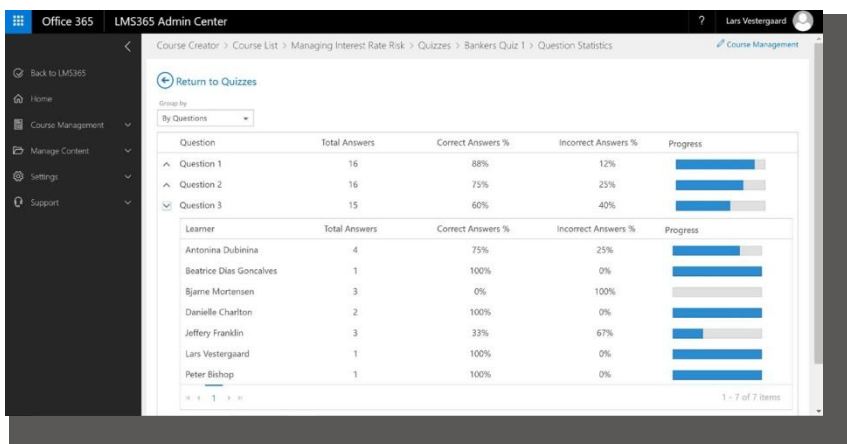 Office 365 LMS365 Admin Center ? Lars Vestergaard
Course Creator > Course List > Managing Interest Rate Risk > Quizzes > Bankers Quiz 1 > Question Statistics Course Management
Back to LMS365
Home
Course Management
Manage Content
Settings
Support
Return to Quizzes
Group by
By Questions
Question Total Answers Correct Answers % Incorrect Answers % Progress
Question 1 16 88% 12%
Question 2 16 75% 25%
Question 3 15 60% 40%
Learner Total Answers Correct Answers % Incorrect Answers % Progress
Antonina Dubinina 4 75% 25%
Beatrice Dias Goncalves 1 100% 0%
Bjarne Mortensen 3 0% 100%
Danielle Charlton 2 100% 0%
Jeffery Franklin 3 33% 67%
Lars Vestergaard 1 100% 0%
Peter Bishop 1 100% 0%
1 1 - 7 of 7 items